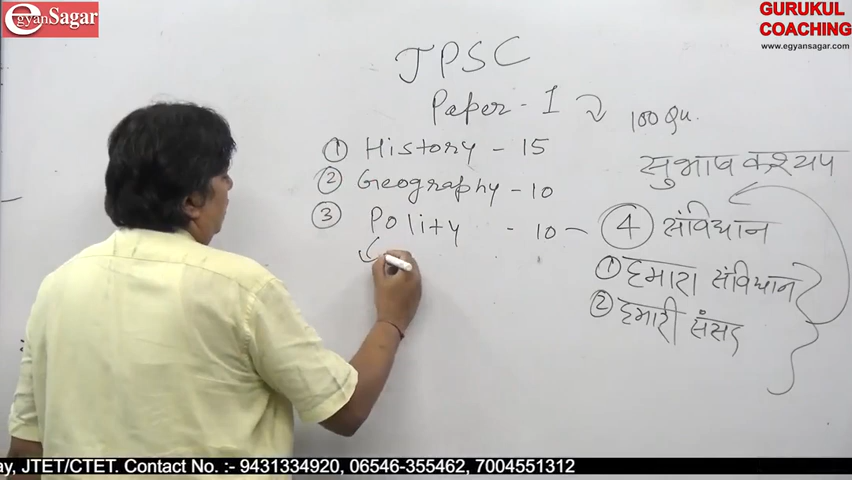 egyanSagar
GURUKUL
COACHING
www.egyansagar.com
JPSC
Paper - 1
100 Qu.
① History - 15
② Geography - 10
③ Polity - 10 -
सुभाष कश्यप
④ संविधान
① हमारा संविधान
② हमारी संसद
ay, JTET/CTET. Contact No. :- 9431334920, 06546-355462, 7004551312